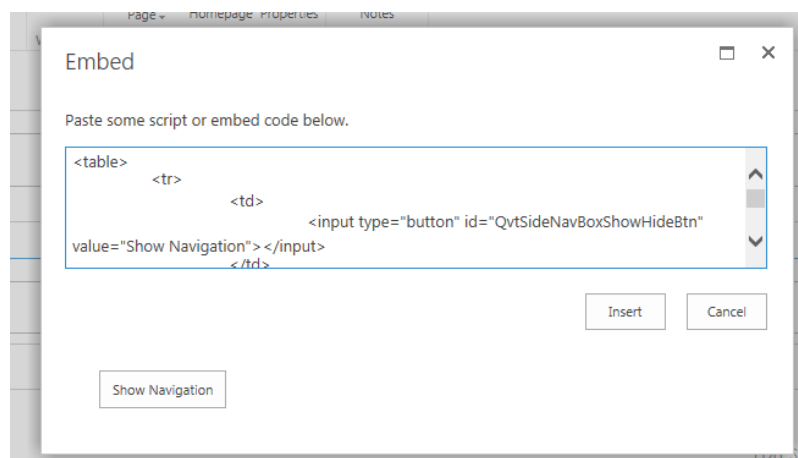 Page Homepage Properties Notes
Embed
Paste some script or embed code below.
<table>
<tr>
<td>
<input type="button" id="QvtSideNavBoxShowHideBtn"
value="Show Navigation"></input>
</td>
Insert Cancel
Show Navigation